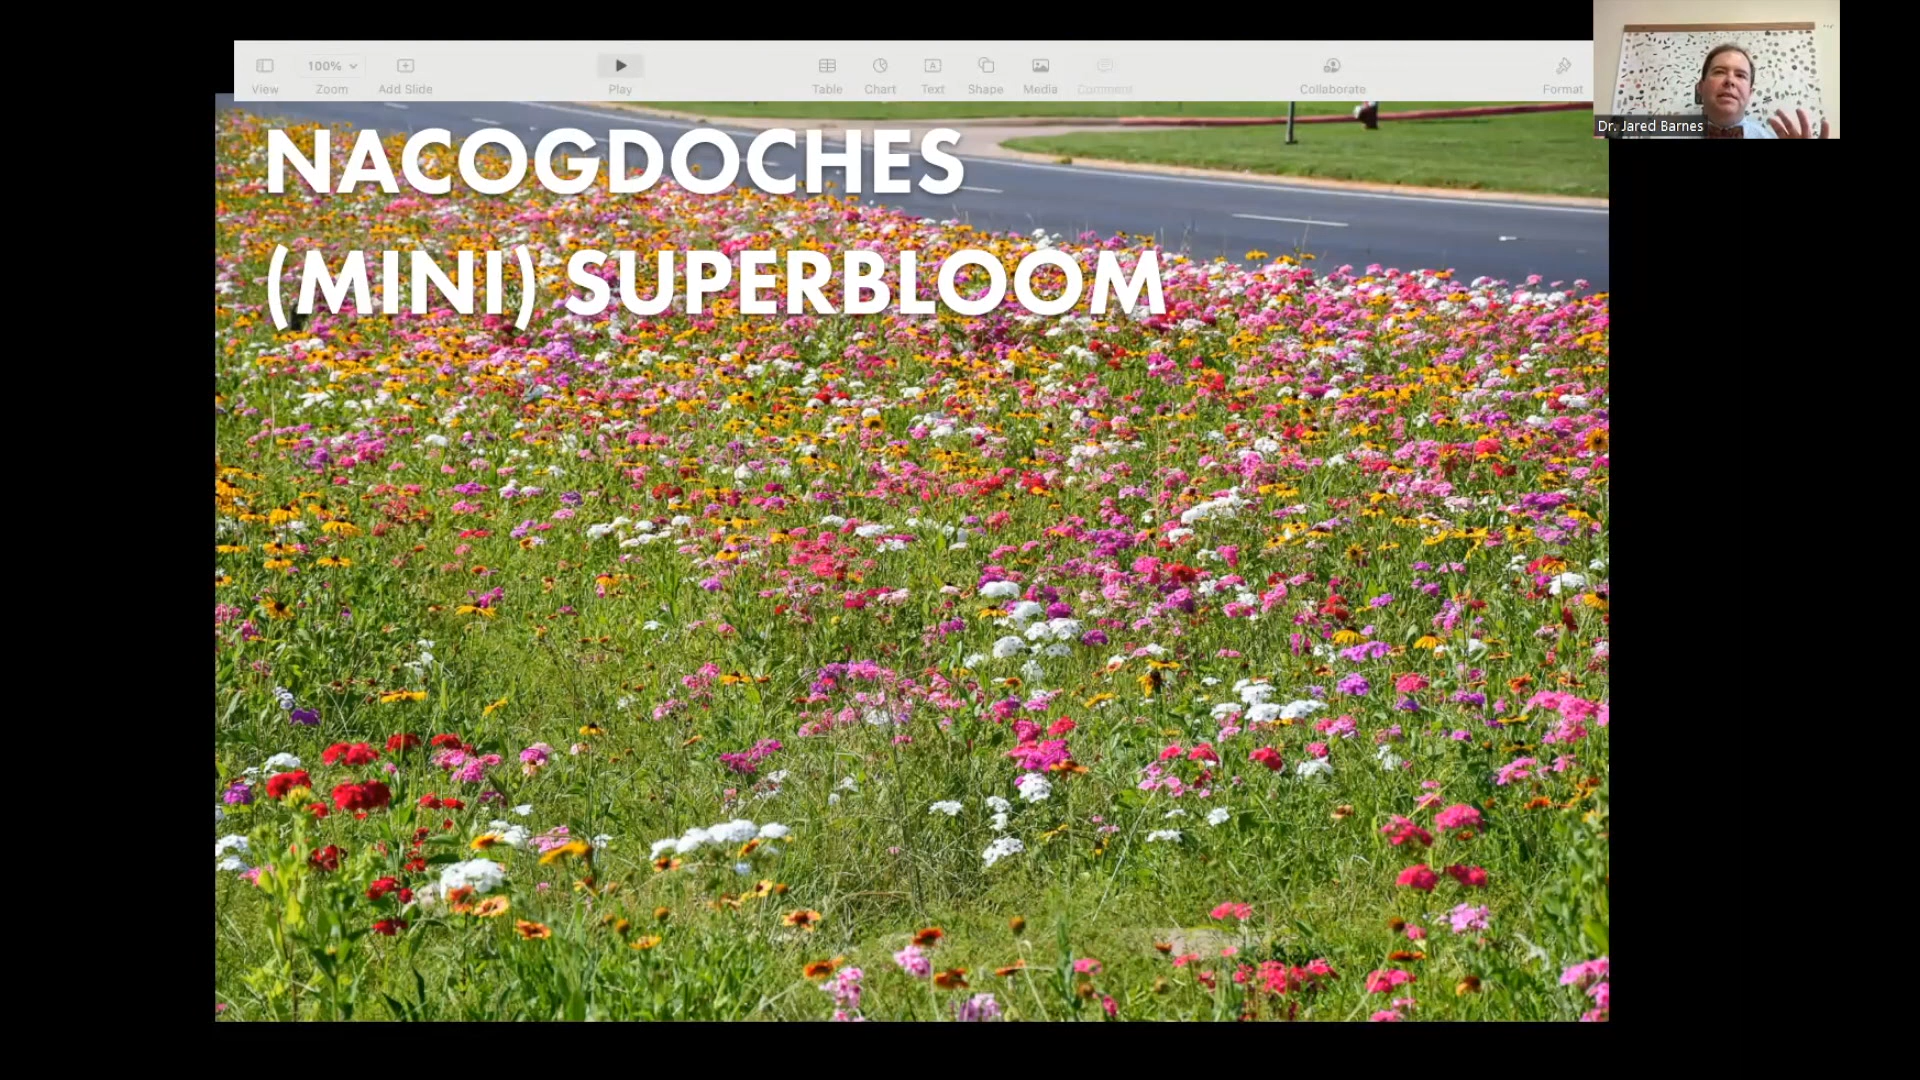 View
100%
Zoom
Add Slide
Play
Table
Chart
Text
Shape
Media
Comment
Collaborate
Format
Dr. Jared Barnes
NACOGDOCHES
(MINI) SUPERBLOOM